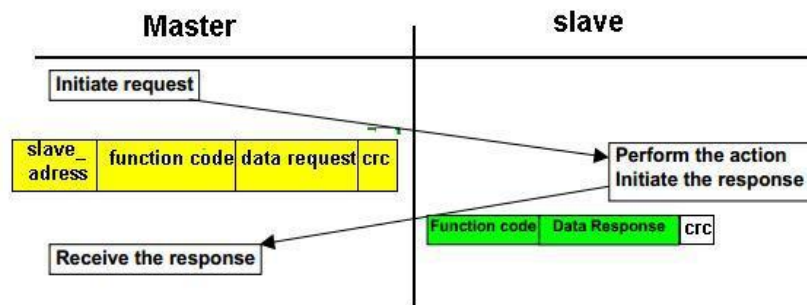 Master
slave
Initiate request
slave_
adress
function code
data request
crc
Perform the action
Initiate the response
Function code
Data Response
crc
Receive the response